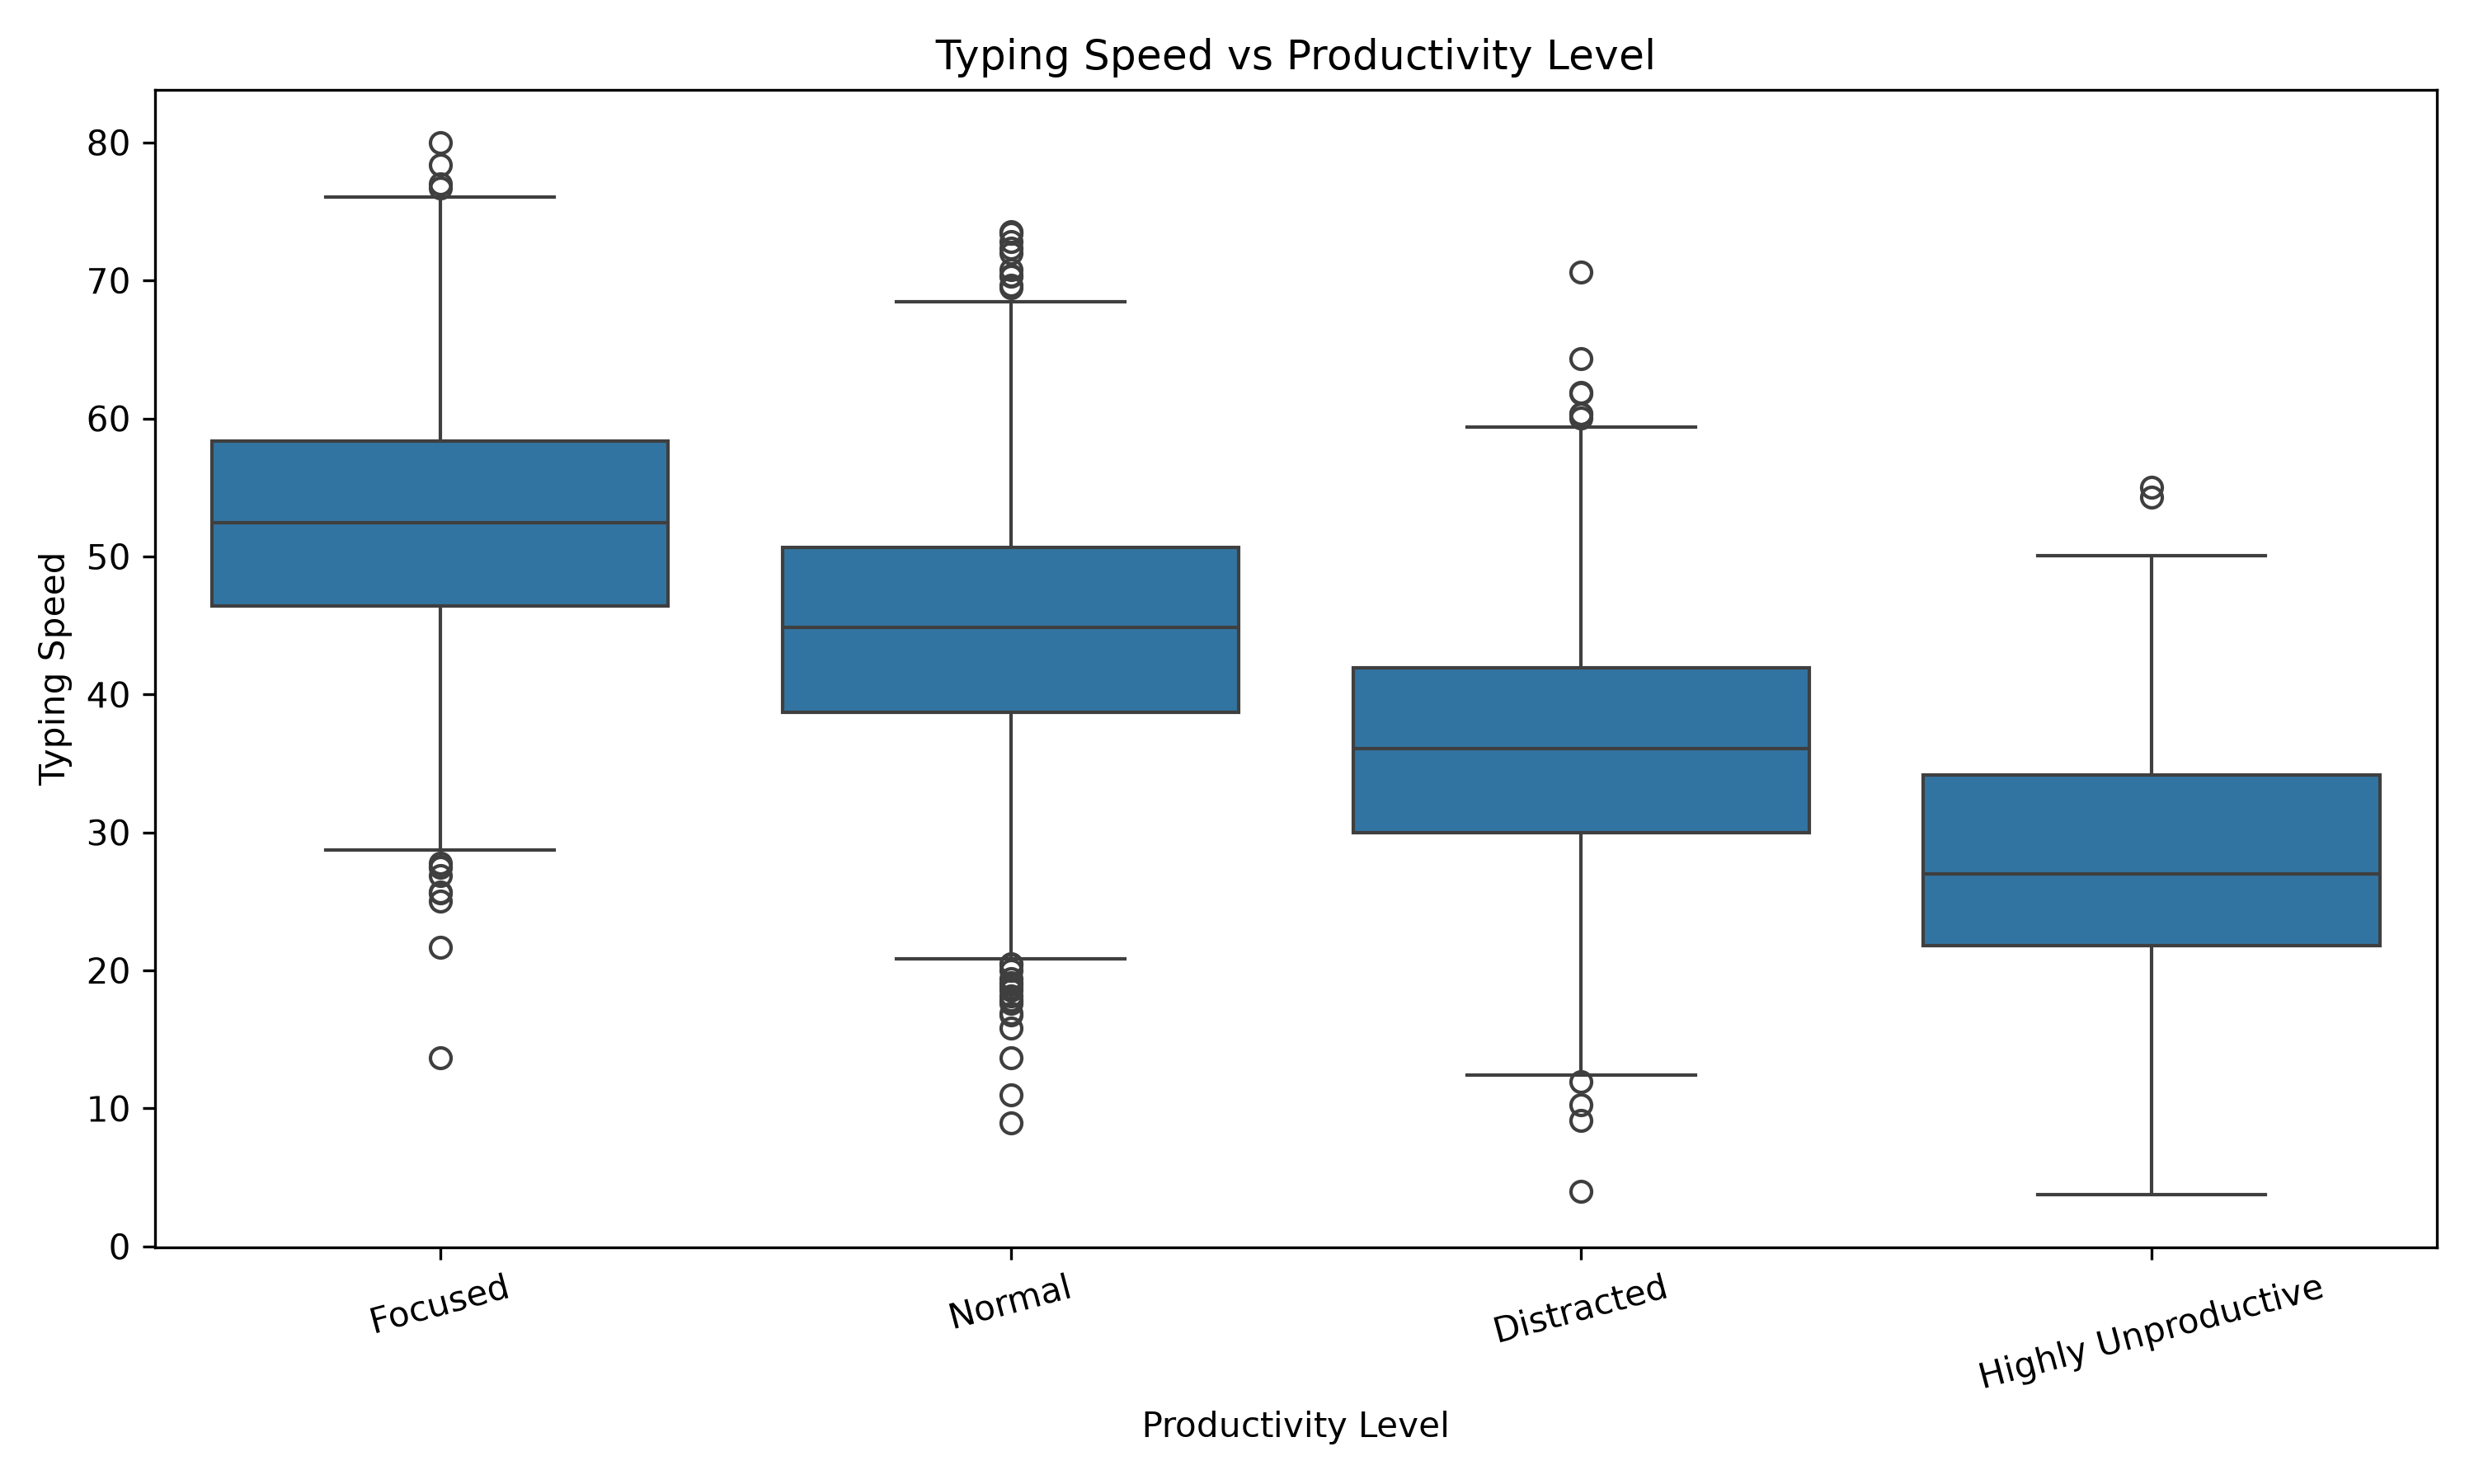 Typing Speed vs Productivity Level
Typing Speed
80
70
60
50
40
30
20
10
0
Focused
Normal
Distracted
Highly Unproductive
Productivity Level